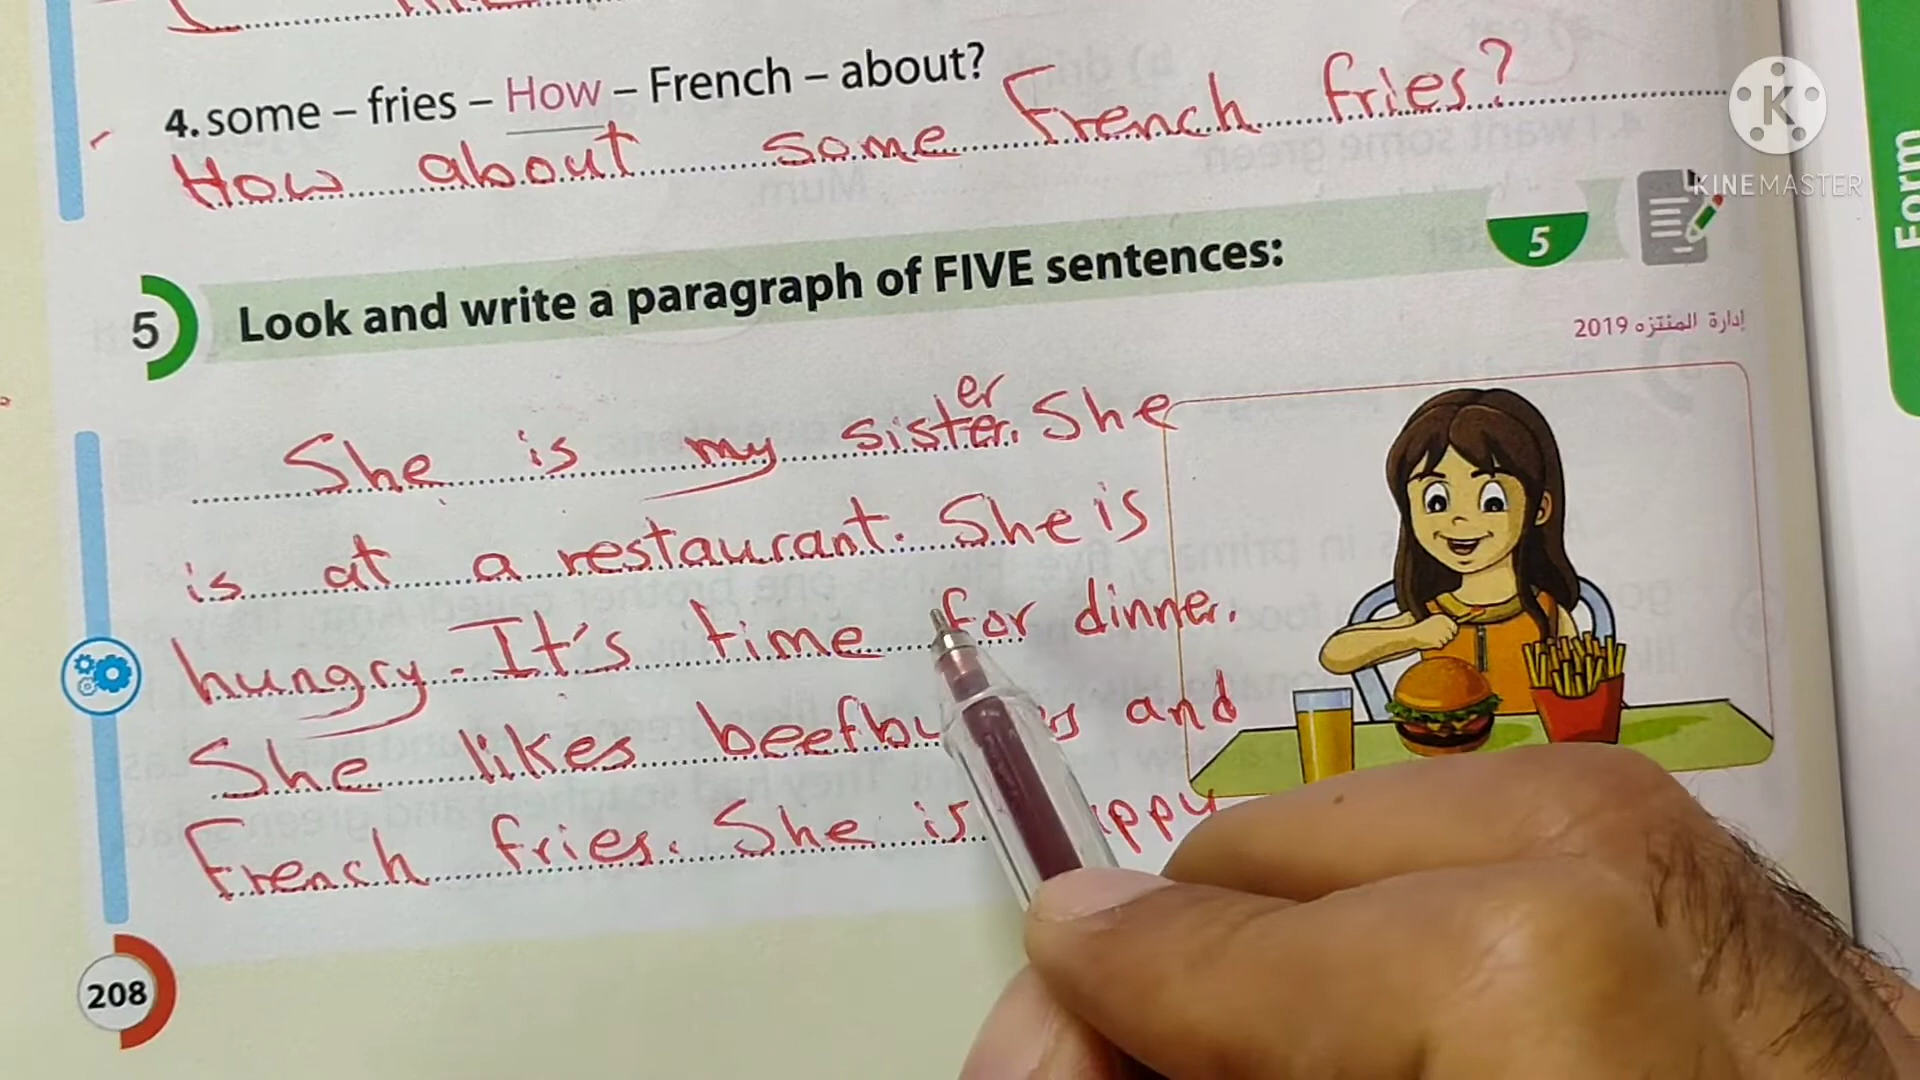 4. some – fries – How – French – about?
How about some French fries?
KINEMASTER
5 Look and write a paragraph of FIVE sentences: 5
إدارة المنتزه 2019
er
She is my sister. She
is at a restaurant. She is
hungry. It's time for dinner.
She likes and
French fries. She is
208
Form